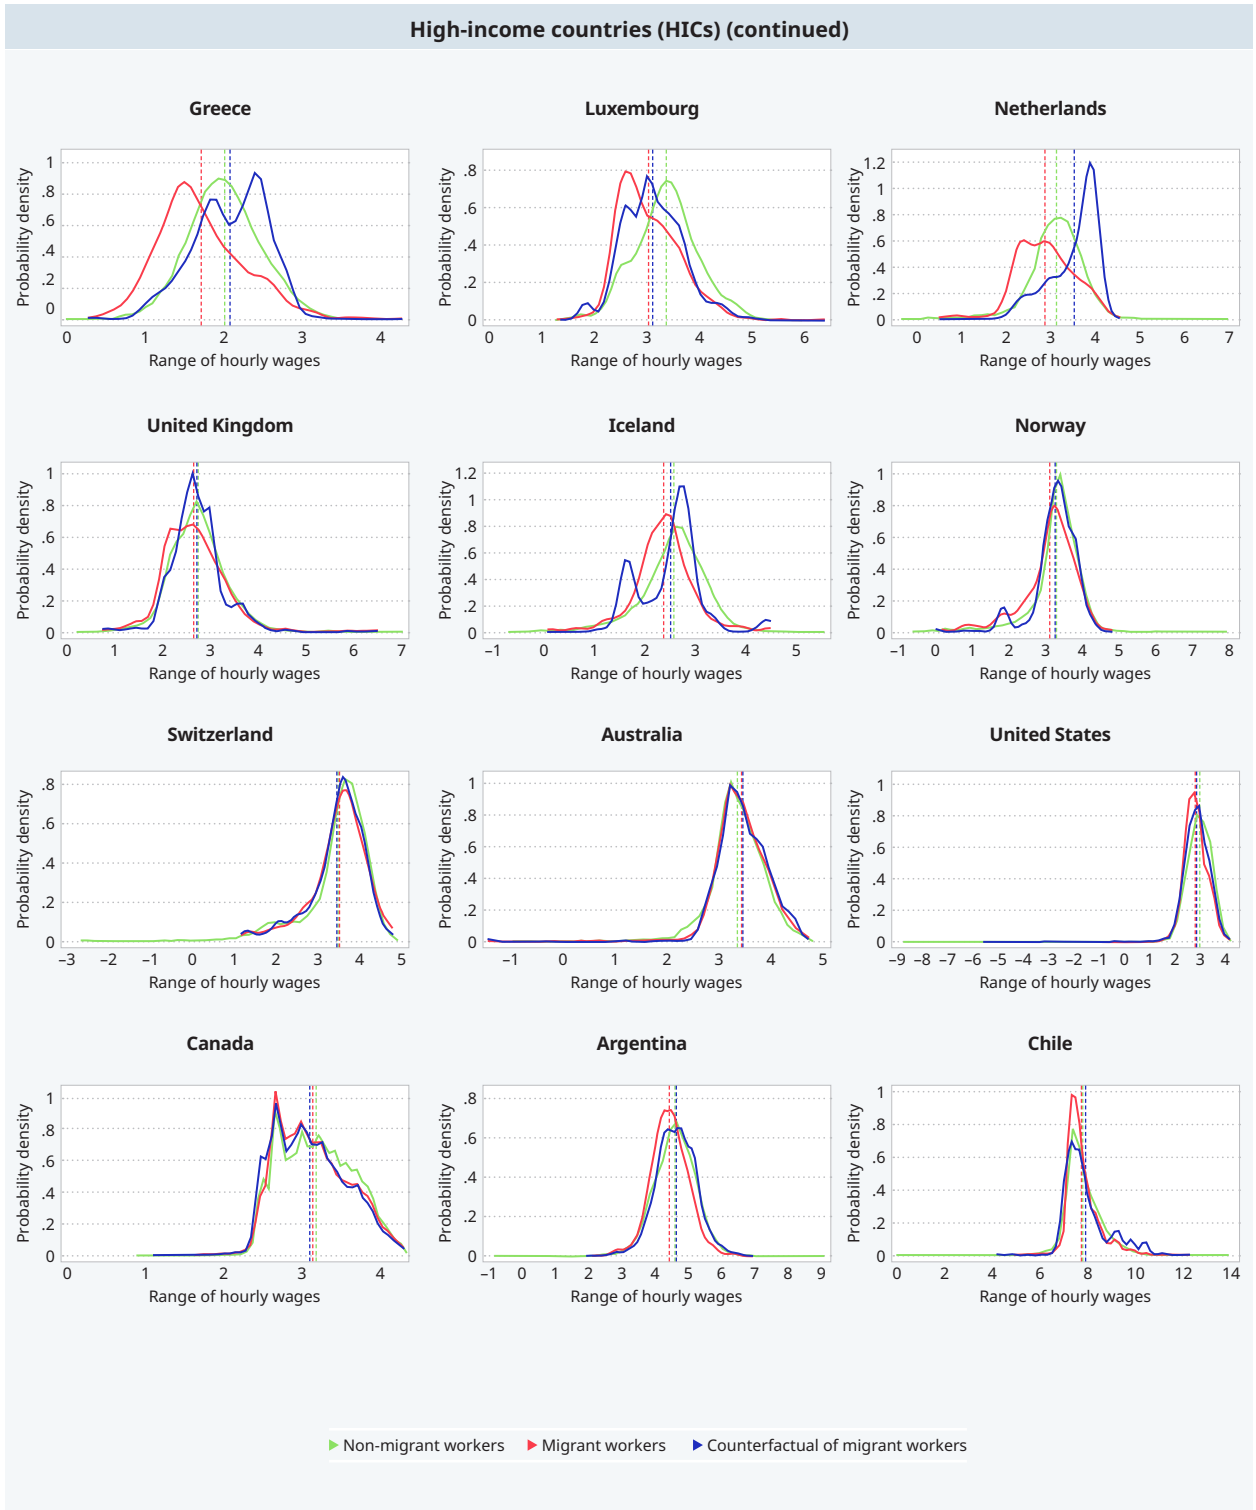 High-income countries (HICs) (continued)
Greece
Luxembourg
Netherlands
Probability density
1
.8
.6
.4
.2
0
0 1 2 3 4
Range of hourly wages
Probability density
.8
.6
.4
.2
0
0 1 2 3 4 5 6
Range of hourly wages
Probability density
1.2
1
.8
.6
.4
.2
0
0 1 2 3 4 5 6 7
Range of hourly wages
United Kingdom
Iceland
Norway
Probability density
1
.8
.6
.4
.2
0
0 1 2 3 4 5 6 7
Range of hourly wages
Probability density
1.2
1
.8
.6
.4
.2
0
–1 0 1 2 3 4 5
Range of hourly wages
Probability density
1
.8
.6
.4
.2
0
–1 0 1 2 3 4 5 6 7 8
Range of hourly wages
Switzerland
Australia
United States
Probability density
.8
.6
.4
.2
0
–3 –2 –1 0 1 2 3 4 5
Range of hourly wages
Probability density
1
.8
.6
.4
.2
0
–1 0 1 2 3 4 5
Range of hourly wages
Probability density
1
.8
.6
.4
.2
0
–9 –8 –7 –6 –5 –4 –3 –2 –1 0 1 2 3 4
Range of hourly wages
Canada
Argentina
Chile
Probability density
1
.8
.6
.4
.2
0
0 1 2 3 4
Range of hourly wages
Probability density
.8
.6
.4
.2
0
–1 0 1 2 3 4 5 6 7 8 9
Range of hourly wages
Probability density
1
.8
.6
.4
.2
0
0 2 4 6 8 10 12 14
Range of hourly wages
Non-migrant workers Migrant workers Counterfactual of migrant workers